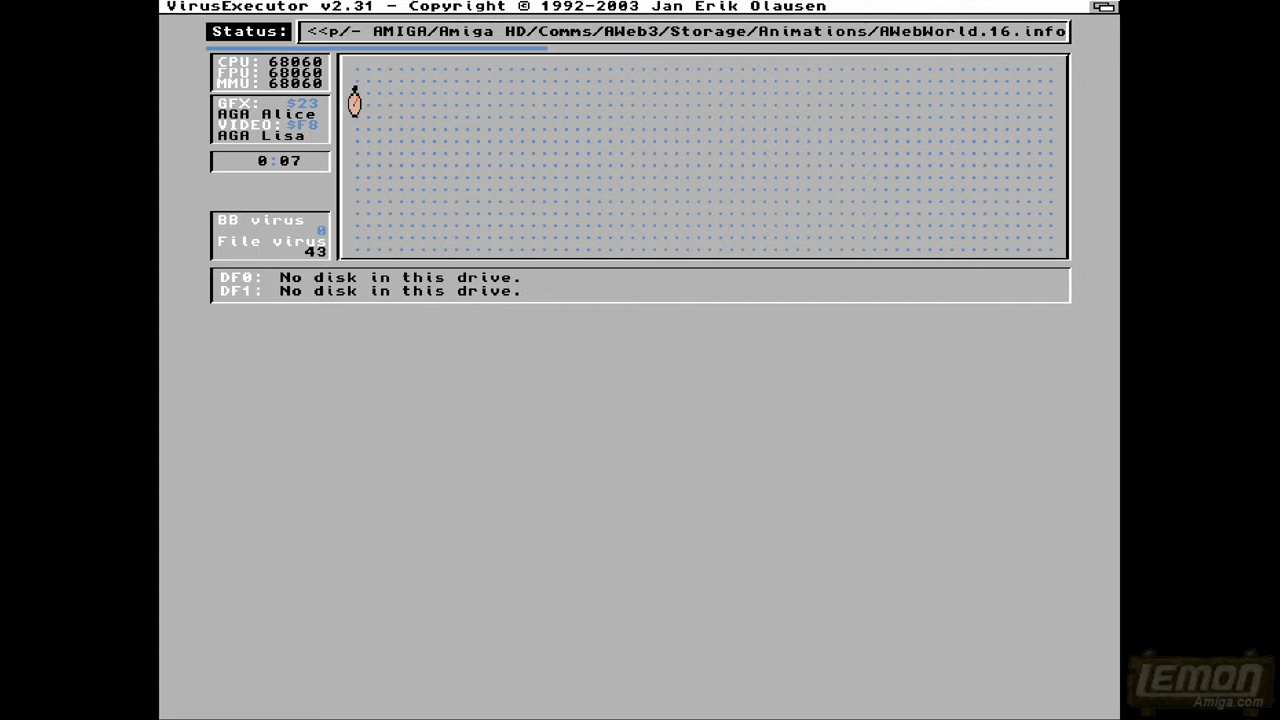 VirusExecutor v2.31 - Copyright © 1992-2003 Jan Erik Olausen
Status: <<p/- AMIGA/Amiga HD/Comms/AWeb3/Storage/Animations/AWebWorld.16.info
CPU: 68060
FPU: 68060
MMU: 68060
GFX: $23
AGA Alice
VIDEO: $F8
AGA Lisa
0:07
BB virus
0
File virus
43
DF0: No disk in this drive.
DF1: No disk in this drive.
LEMON
Amiga.com